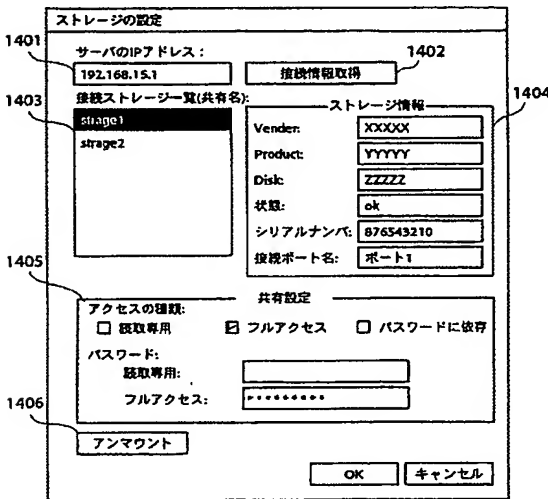 ストレージの設定
1401
サーバのIPアドレス：
192.168.15.1
接続情報取得
1402
1403
接続ストレージ一覧(共有名):
strage1
strage2
ストレージ情報
1404
Vender:
XXXXX
Product:
YYYYY
Disk:
ZZZZZ
状態:
ok
シリアルナンバ:
876543210
接続ポート名:
ポート1
1405
共有設定
アクセスの種類:
読取専用
フルアクセス
パスワードに依存
パスワード:
読取専用:
フルアクセス:
*********
1406
アンマウント
OK
キャンセル